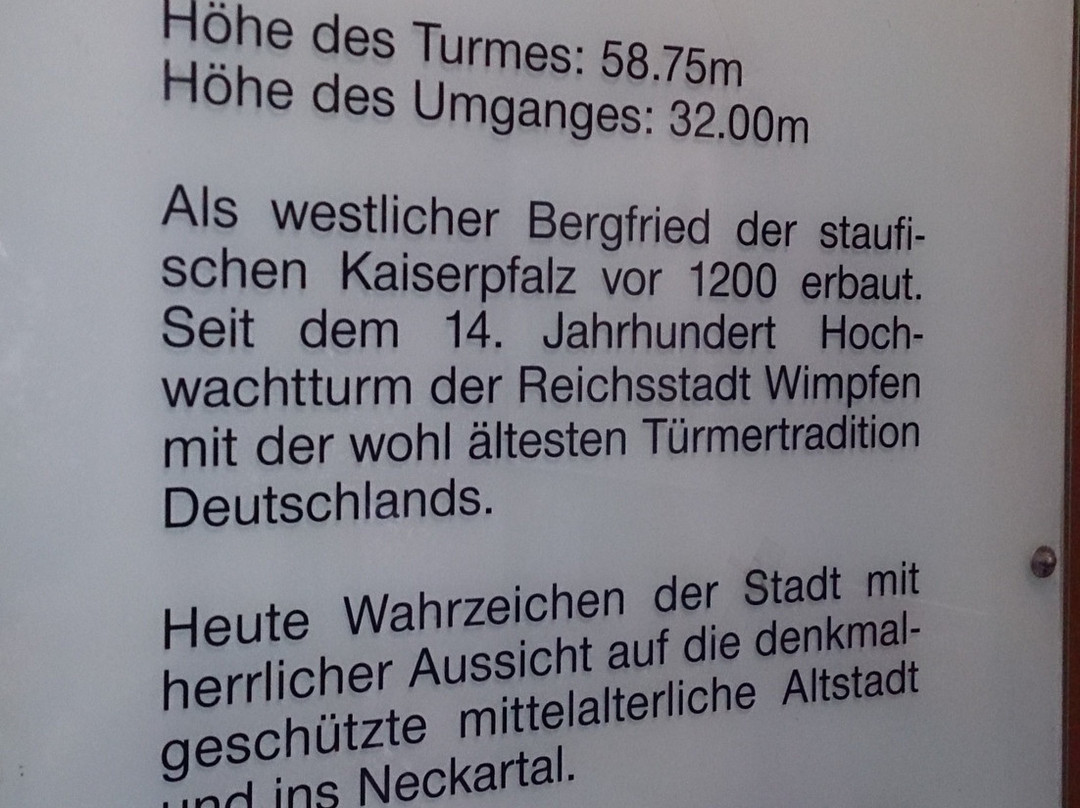 Höhe des Turmes: 58.75m
Höhe des Umganges: 32.00m
Als westlicher Bergfried der staufi-
schen Kaiserpfalz vor 1200 erbaut.
Seit dem 14. Jahrhundert Hoch-
wachtturm der Reichsstadt Wimpfen
mit der wohl ältesten Türmertradition
Deutschlands.
Heute Wahrzeichen der Stadt mit
herrlicher Aussicht auf die denkmal-
geschützte mittelalterliche Altstadt
und ins Neckartal.